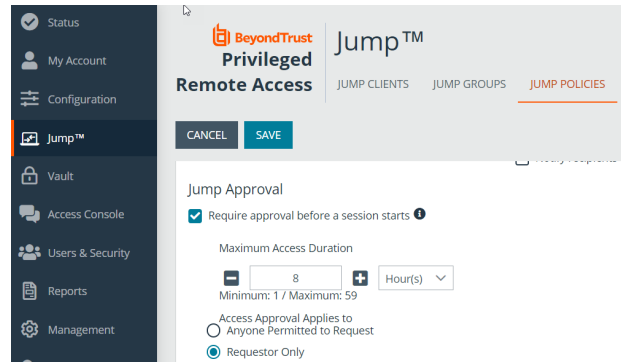 Status
My Account
Configuration
Jump™
Vault
Access Console
Users & Security
Reports
Management
BeyondTrust
Privileged
Remote Access
Jump™
JUMP CLIENTS JUMP GROUPS JUMP POLICIES
CANCEL SAVE
Jump Approval
Require approval before a session starts
Maximum Access Duration
8 Hour(s)
Minimum: 1 / Maximum: 59
Access Approval Applies to
Anyone Permitted to Request
Requestor Only